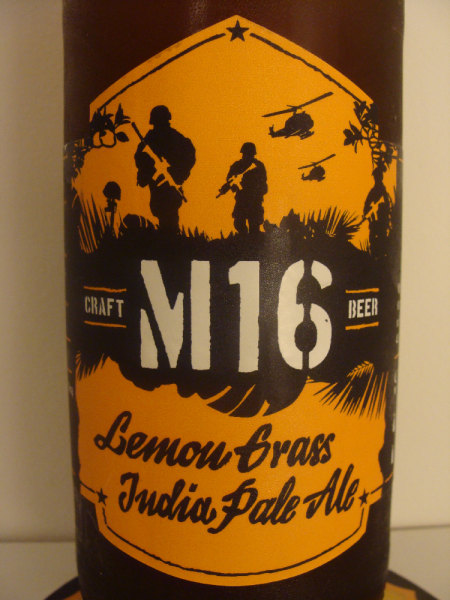 CRAFT M16 BEER
Lemon Grass
India Pale Ale